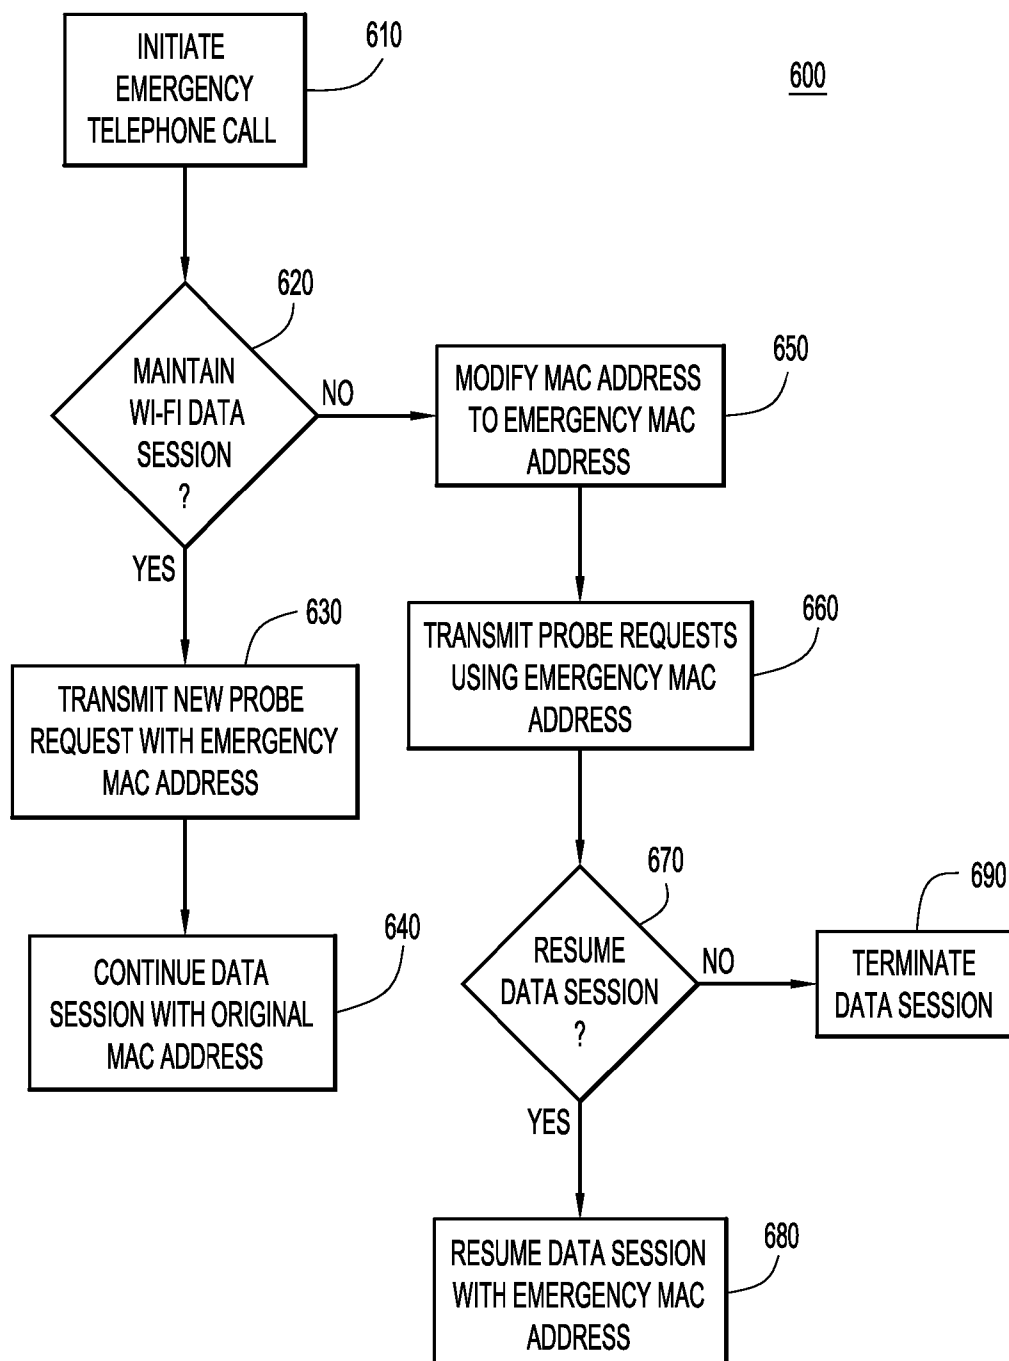 INITIATE
EMERGENCY
TELEPHONE CALL
610
600
MAINTAIN
WI-FI DATA
SESSION
?
620
NO
YES
MODIFY MAC ADDRESS
TO EMERGENCY MAC
ADDRESS
650
TRANSMIT NEW PROBE
REQUEST WITH EMERGENCY
MAC ADDRESS
630
TRANSMIT PROBE REQUESTS
USING EMERGENCY MAC
ADDRESS
660
CONTINUE DATA
SESSION WITH ORIGINAL
MAC ADDRESS
640
RESUME
DATA SESSION
?
670
NO
YES
TERMINATE
DATA SESSION
690
RESUME DATA SESSION
WITH EMERGENCY MAC
ADDRESS
680